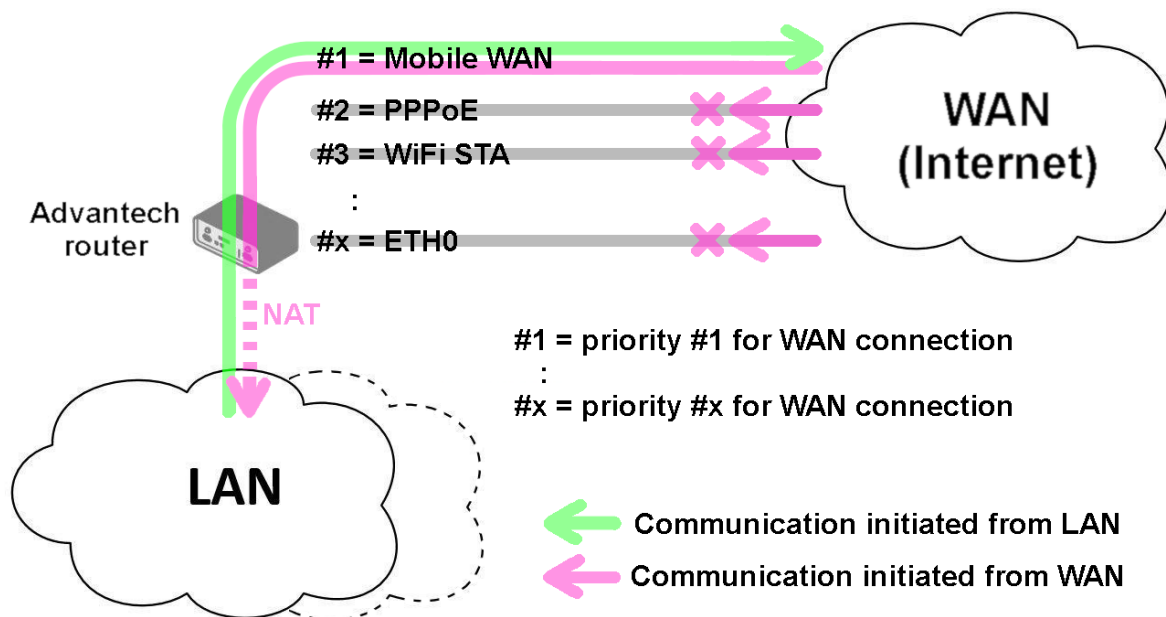 #1 = Mobile WAN
#2 = PPPoE
#3 = WiFi STA
:
#x = ETH0
WAN
(Internet)
Advantech
router
NAT
#1 = priority #1 for WAN connection
:
#x = priority #x for WAN connection
LAN
Communication initiated from LAN
Communication initiated from WAN